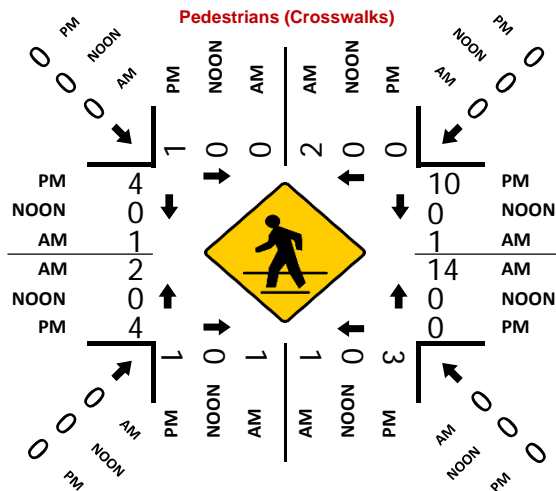 Pedestrians (Crosswalks)
0 PM
0 NOON
0 AM
PM NOON AM AM NOON PM
1 0 0 2 0 0
PM
NOON
AM
0
0
0
PM 4 10 PM
NOON 0 0 NOON
AM 1 1 AM
AM 2 14 AM
NOON 0 0 NOON
PM 4 0 PM
1 0 1 1 0 3
PM NOON AM AM NOON PM
0 AM
0 NOON
0 PM
0 AM
0 NOON
0 PM